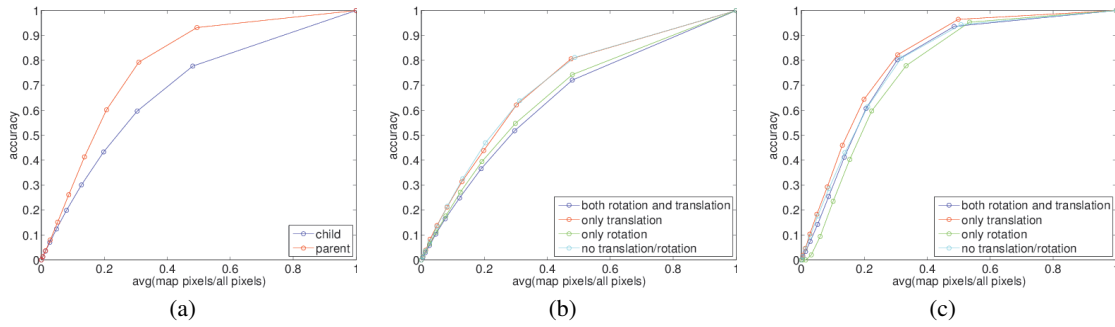 1
0.9
0.8
0.7
0.6
0.5
0.4
0.3
0.2
0.1
0
accuracy
0 0.2 0.4 0.6 0.8 1
avg(map pixels/all pixels)
child
parent
(a)
1
0.9
0.8
0.7
0.6
0.5
0.4
0.3
0.2
0.1
0
accuracy
0 0.2 0.4 0.6 0.8 1
avg(map pixels/all pixels)
both rotation and translation
only translation
only rotation
no translation/rotation
(b)
1
0.9
0.8
0.7
0.6
0.5
0.4
0.3
0.2
0.1
0
accuracy
0 0.2 0.4 0.6 0.8 1
avg(map pixels/all pixels)
both rotation and translation
only translation
only rotation
no translation/rotation
(c)